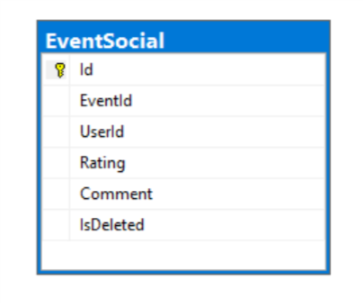 EventSocial
Id
EventId
UserId
Rating
Comment
IsDeleted